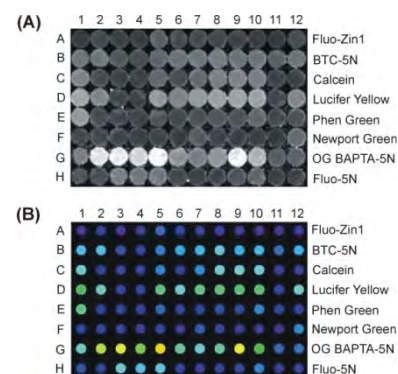 (A) 1 2 3 4 5 6 7 8 9 10 11 12
A Fluo-Zin1
B BTC-5N
C Calcein
D Lucifer Yellow
E Phen Green
F Newport Green
G OG BAPTA-5N
H Fluo-5N
(B) 1 2 3 4 5 6 7 8 9 10 11 12
A Fluo-Zin1
B BTC-5N
C Calcein
D Lucifer Yellow
E Phen Green
F Newport Green
G OG BAPTA-5N
H Fluo-5N